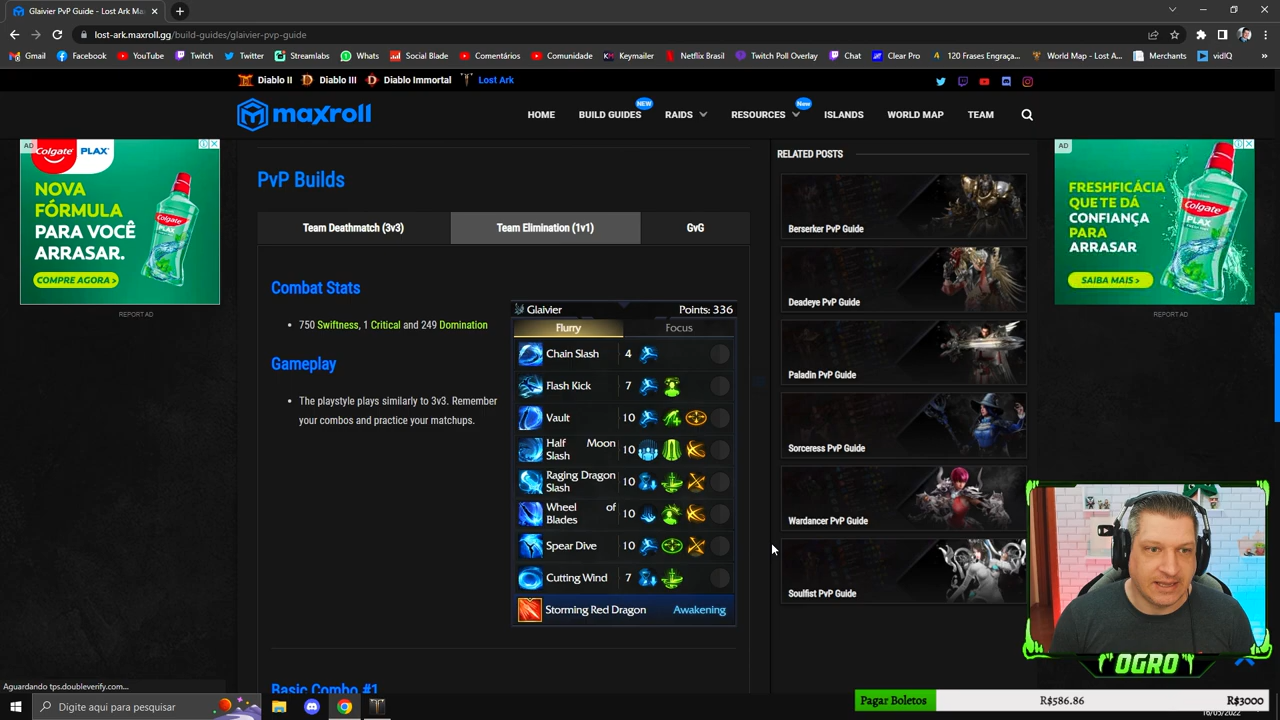 Glaivier PvP Guide - Lost Ark Ma
lost-ark.maxroll.gg/build-guides/glaivier-pvp-guide
Gmail Facebook YouTube Twitch Twitter Streamlabs Whats Social Blade Comentários Comunidade Keymailer Netflix Brasil Twitch Poll Overlay Chat Clear Pro 120 Frases Engraça... World Map - Lost A... Merchants vidIQ
Diablo II Diablo III Diablo Immortal Lost Ark
maxroll
HOME BUILD GUIDES NEW RAIDS RESOURCES New ISLANDS WORLD MAP TEAM
AD
Colgate PLAX
NOVA
FÓRMULA
PARA VOCÊ
ARRASAR.
COMPRE AGORA >
REPORT AD
PvP Builds
Team Deathmatch (3v3) Team Elimination (1v1) GvG
Combat Stats
750 Swiftness, 1 Critical and 249 Domination
Gameplay
The playstyle plays similarly to 3v3. Remember
your combos and practice your matchups.
Glaivier Points: 336
Flurry Focus
Chain Slash 4
Flash Kick 7
Vault 10
Half Moon
Slash 10
Raging Dragon
Slash 10
Wheel of
Blades 10
Spear Dive 10
Cutting Wind 7
Storming Red Dragon Awakening
Basic Combo #1
RELATED POSTS
Berserker PvP Guide
Deadeye PvP Guide
Paladin PvP Guide
Sorceress PvP Guide
Wardancer PvP Guide
Soulfist PvP Guide
AD
Colgate
PLAX
FRESHFICÁCIA
QUE TE DÁ
CONFIANÇA
PARA
ARRASAR
SAIBA MAIS >
REPORT AD
OGRO
Aguardando tps.doubleverify.com...
Digite aqui para pesquisar
Pagar Boletos R$586.86 R$3000